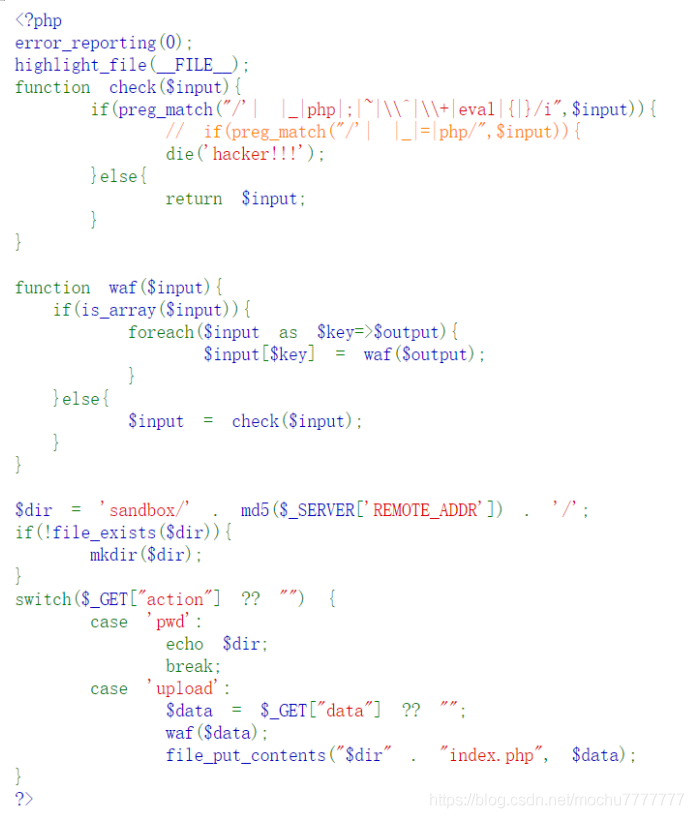 <?php
error_reporting(0);
highlight_file(__FILE__);
function check($input){
        if(preg_match("/'| |_|php|;|~|\\^|\\+|eval|{|}/i",$input)){
                // if(preg_match("/'| |_|=|php/",$input)){
                die('hacker!!!');
        }else{
                return $input;
        }
}

function waf($input){
    if(is_array($input)){
            foreach($input as $key=>$output){
                    $input[$key] = waf($output);
            }
    }else{
            $input = check($input);
    }
}

$dir = 'sandbox/' . md5($_SERVER['REMOTE_ADDR']) . '/';
if(!file_exists($dir)){
        mkdir($dir);
}
switch($_GET["action"] ?? "") {
        case 'pwd':
                echo $dir;
                break;
        case 'upload':
                $data = $_GET["data"] ?? "";
                waf($data);
                file_put_contents("$dir" . "index.php", $data);
}
?>
https://blog.csdn.net/mochu7777777